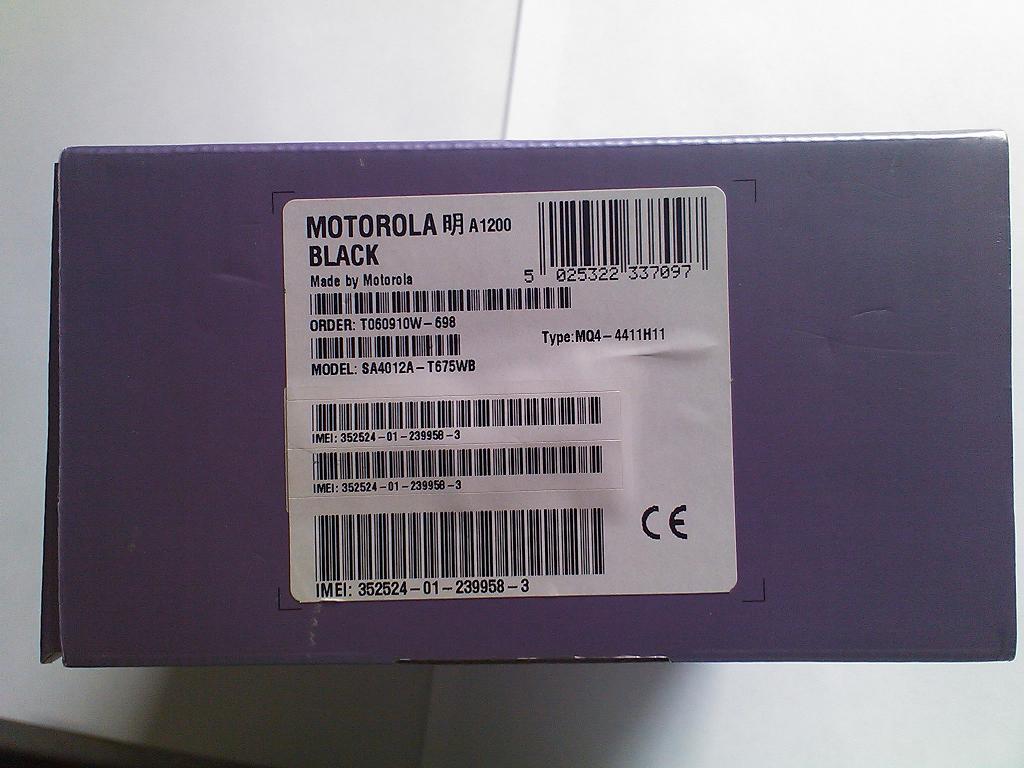 MOTOROLA 明 A1200
BLACK
Made by Motorola
5 025322 337097
ORDER: T060910W-698
Type:MQ4-4411H11
MODEL: SA4012A-T675WB
IMEI: 352524-01-239958-3
IMEI: 352524-01-239958-3
CE
IMEI: 352524-01-239958-3